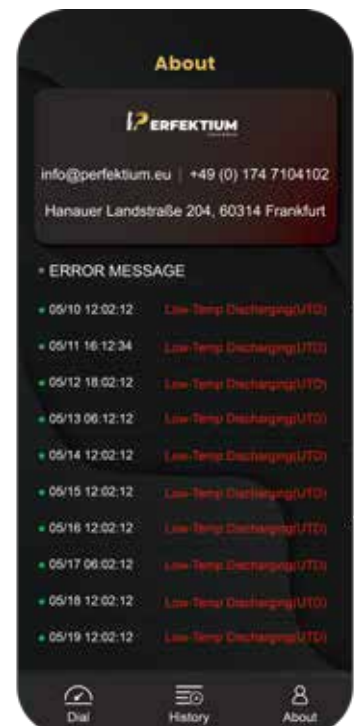 About
PERFEKTIUM
info@perfektium.eu | +49 (0) 174 7104102
Hanauer Landstraße 204, 60314 Frankfurt
ERROR MESSAGE
05/10 12:02:12 Low-Temp Discharging(UTD)
05/11 16:12:34 Low-Temp Discharging(UTD)
05/12 18:02:12 Low-Temp Discharging(UTD)
05/13 06:12:12 Low-Temp Discharging(UTD)
05/14 12:02:12 Low-Temp Discharging(UTD)
05/15 12:02:12 Low-Temp Discharging(UTD)
05/16 12:02:12 Low-Temp Discharging(UTD)
05/17 06:02:12 Low-Temp Discharging(UTD)
05/18 12:02:12 Low-Temp Discharging(UTD)
05/19 12:02:12 Low-Temp Discharging(UTD)
Dial History About